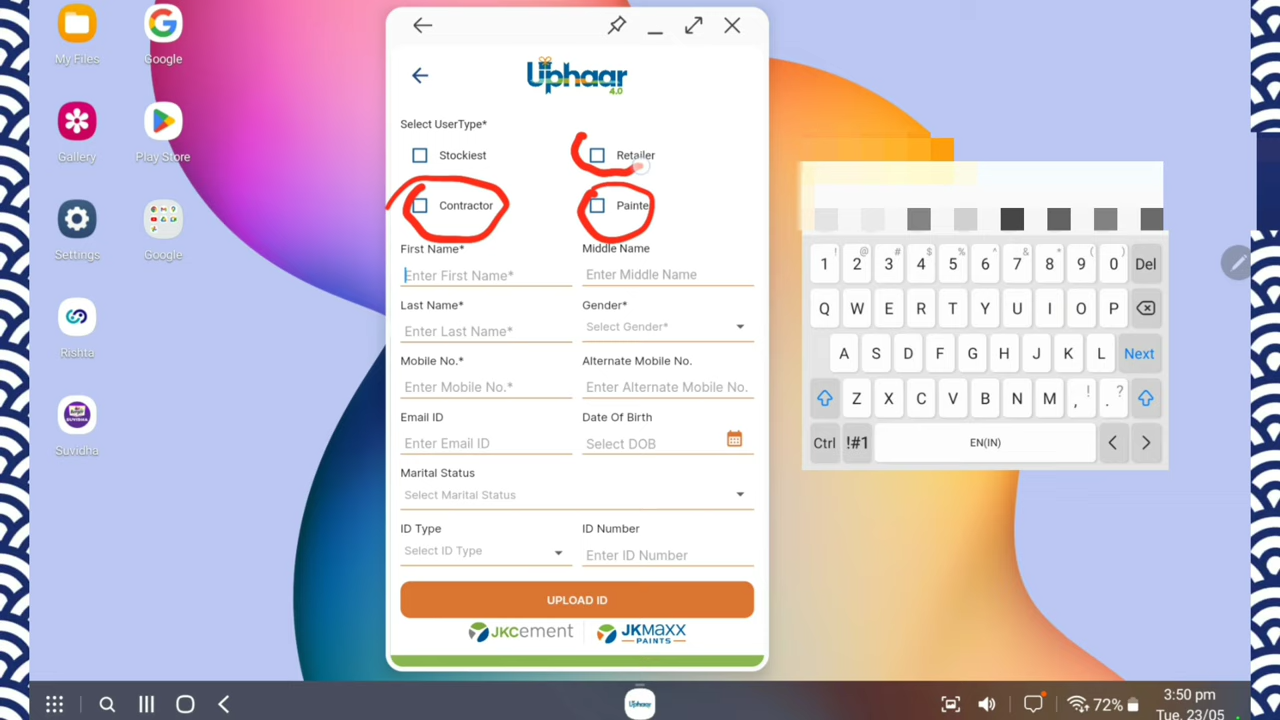 My Files
Google
Gallery
Play Store
Settings
Google
Rishta
SUVIDHA
Suvidha
Uphaar
4.0
Select UserType*
Stockiest
Retailer
Contractor
Painte
First Name*
Middle Name
Enter First Name*
Enter Middle Name
Last Name*
Gender*
Enter Last Name*
Select Gender*
Mobile No.*
Alternate Mobile No.
Enter Mobile No.*
Enter Alternate Mobile No.
Email ID
Date Of Birth
Enter Email ID
Select DOB
Marital Status
Select Marital Status
ID Type
ID Number
Select ID Type
Enter ID Number
UPLOAD ID
JKCement
JKMAXX
PAINTS
1 ! 2 @ 3 # 4 $ 5 % 6 ^ 7 & 8 * 9 ( 0 ) Del
Q W E R T Y U I O P
A S D F G H J K L Next
Z X C V B N M , ! . ?
Ctrl !#1 EN(IN) < >
Uphaar
72%
3:50 pm
Tue, 23/05